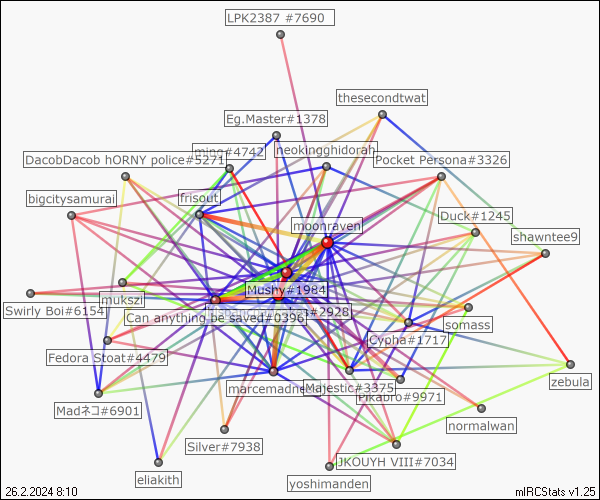 LPK2387 #7690
thesecondtwat
Eg.Master#1378
ming#4742
neokingghidorah
DacobDacob hORNY police#5271
Pocket Persona#3326
bigcitysamurai
frisout
Duck#1245
moonraven
shawntee9
Mushy#1984
mukszi
Swirly Boi#6154
Can anything be saved#0396
#2928
somass
Cypha#1717
Fedora Stoat#4479
zebula
marcemadne
Majestic#3375
Pikabro#9971
Madネコ#6901
normalwan
Silver#7938
JKOUYH VIII#7034
eliakith
yoshimanden
26.2.2024 8:10
mIRCStats v1.25